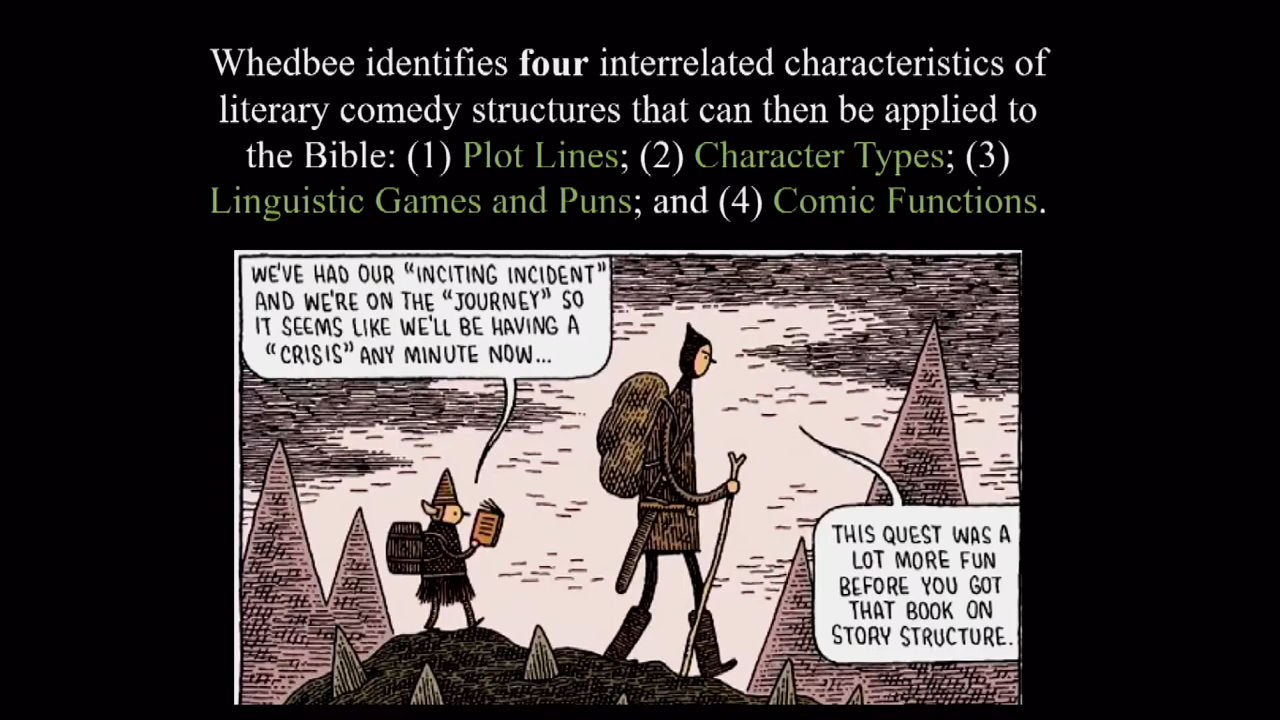 Whedbee identifies four interrelated characteristics of
literary comedy structures that can then be applied to
the Bible: (1) Plot Lines; (2) Character Types; (3)
Linguistic Games and Puns; and (4) Comic Functions.
WE'VE HAD OUR "INCITING INCIDENT"
AND WE'RE ON THE "JOURNEY" SO
IT SEEMS LIKE WE'LL BE HAVING A
"CRISIS" ANY MINUTE NOW...
THIS QUEST WAS A
LOT MORE FUN
BEFORE YOU GOT
THAT BOOK ON
STORY STRUCTURE.